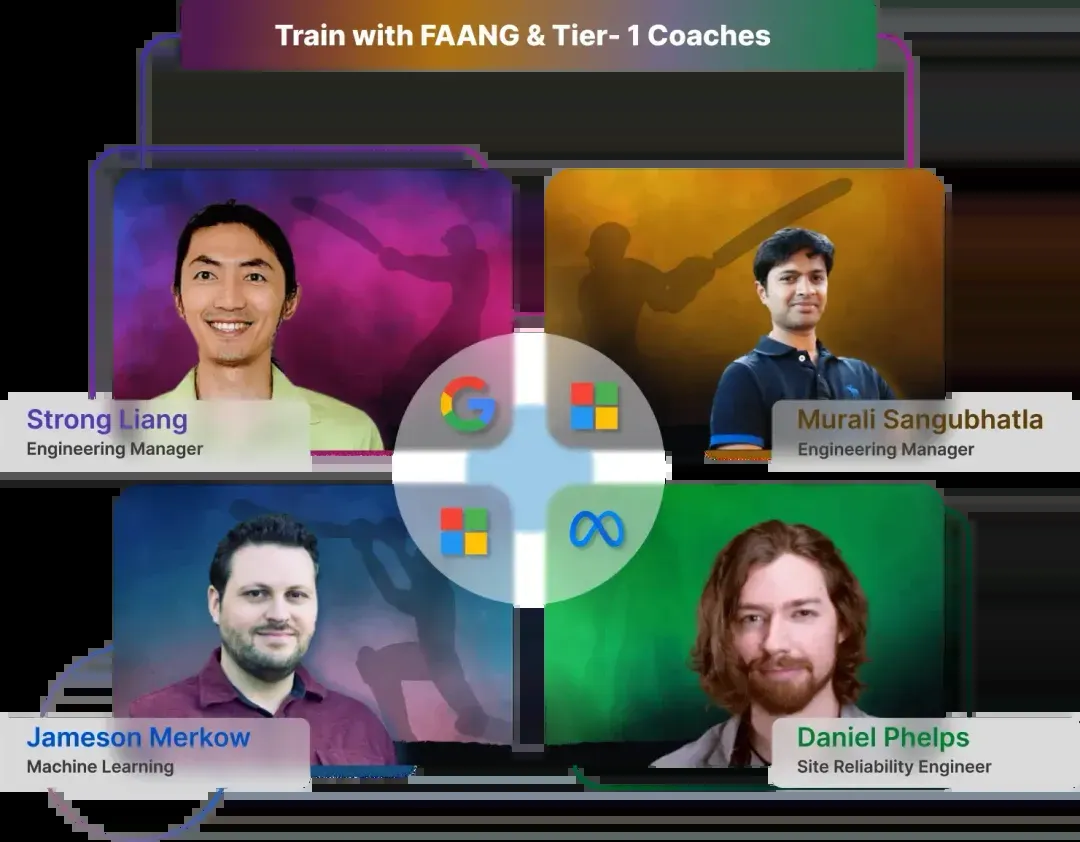 Train with FAANG & Tier- 1 Coaches
Strong Liang
Engineering Manager
Murali Sangubhatla
Engineering Manager
Jameson Merkow
Machine Learning
Daniel Phelps
Site Reliability Engineer